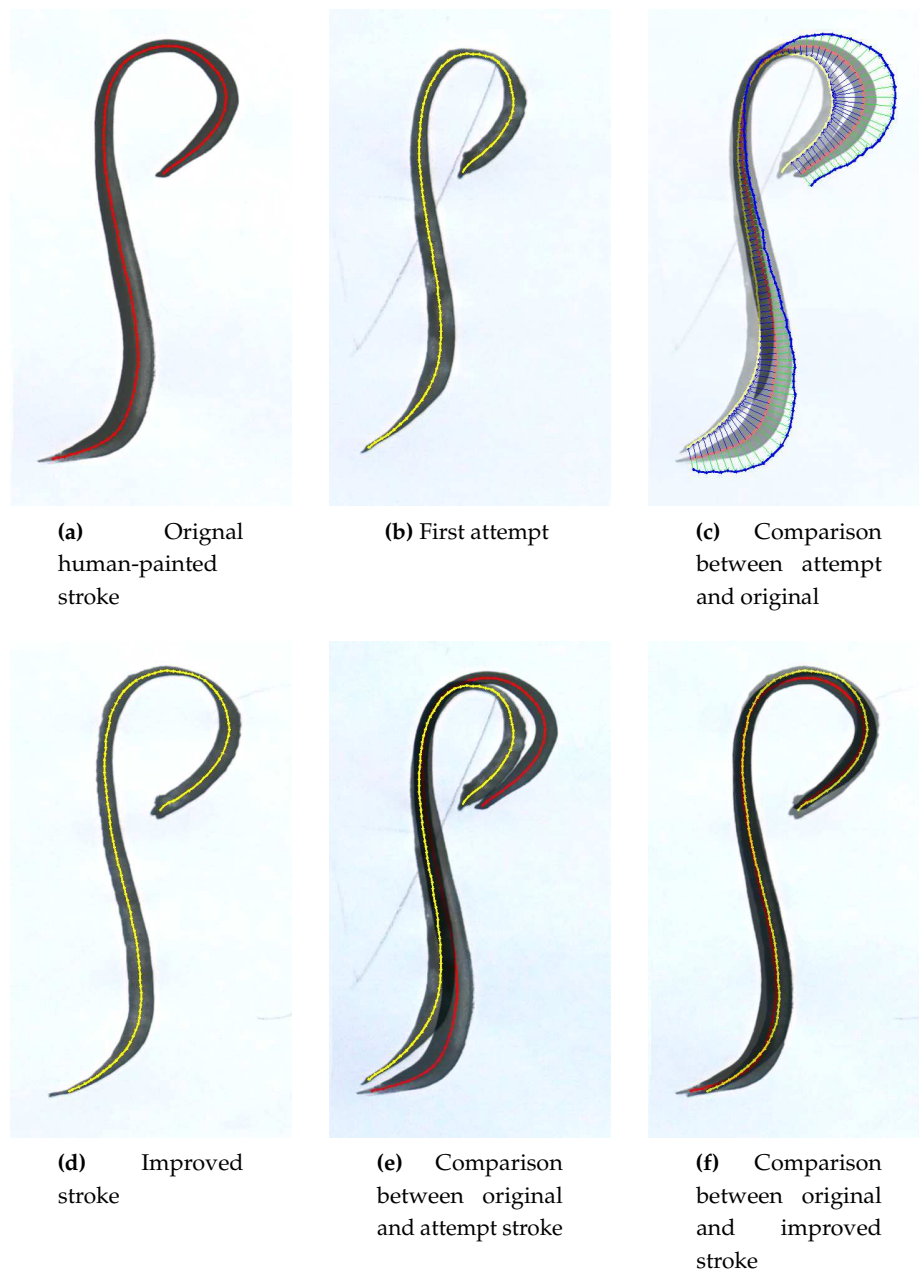 (a) Orignal
human-painted
stroke
(b) First attempt
(c) Comparison
between attempt
and original
(d) Improved
stroke
(e) Comparison
between original
and attempt stroke
(f) Comparison
between original
and improved
stroke